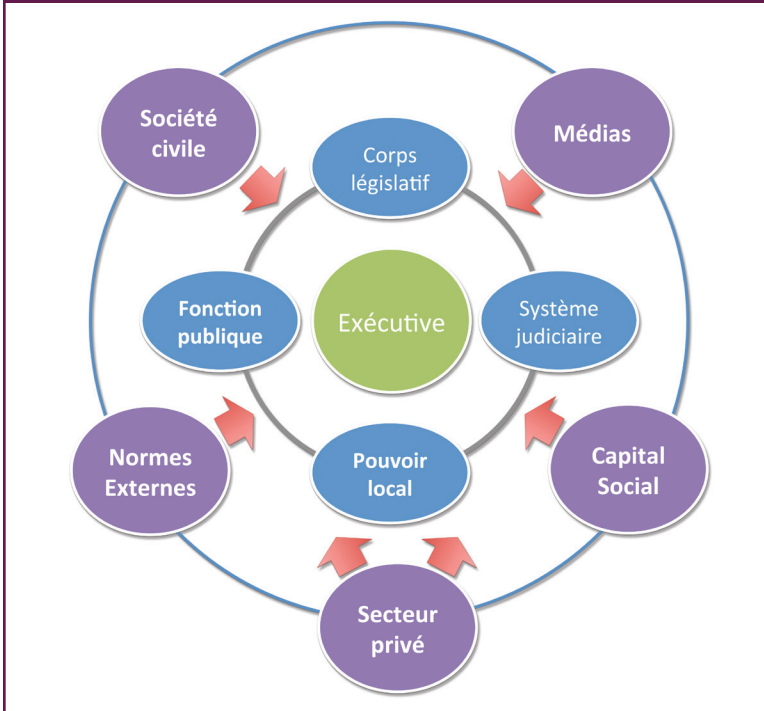 Société
civile
Médias
Corps
législatif
Fonction
publique
Exécutive
Système
judiciaire
Normes
Externes
Pouvoir
local
Capital
Social
Secteur
privé